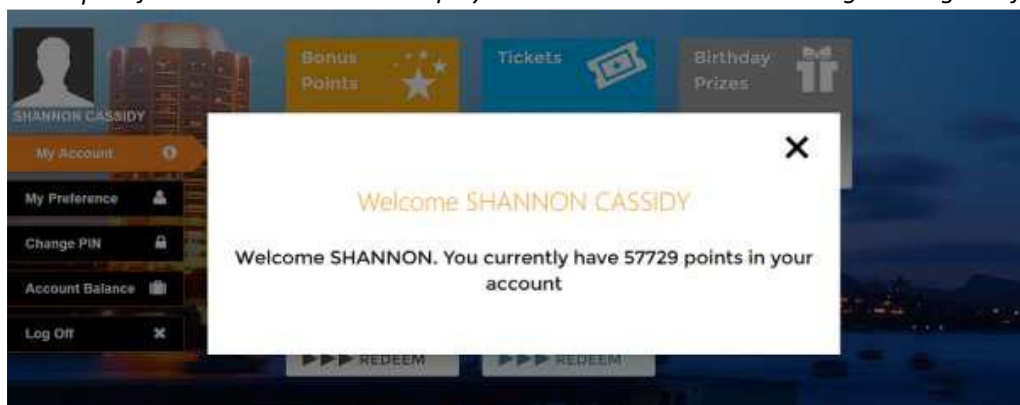 Bonus
Points
Tickets
Birthday
Prizes
SHANNON CASSIDY
My Account
My Preference
Change PIN
Account Balance
Log Off
Welcome SHANNON CASSIDY
Welcome SHANNON. You currently have 57729 points in your
account
REDEEM
REDEEM